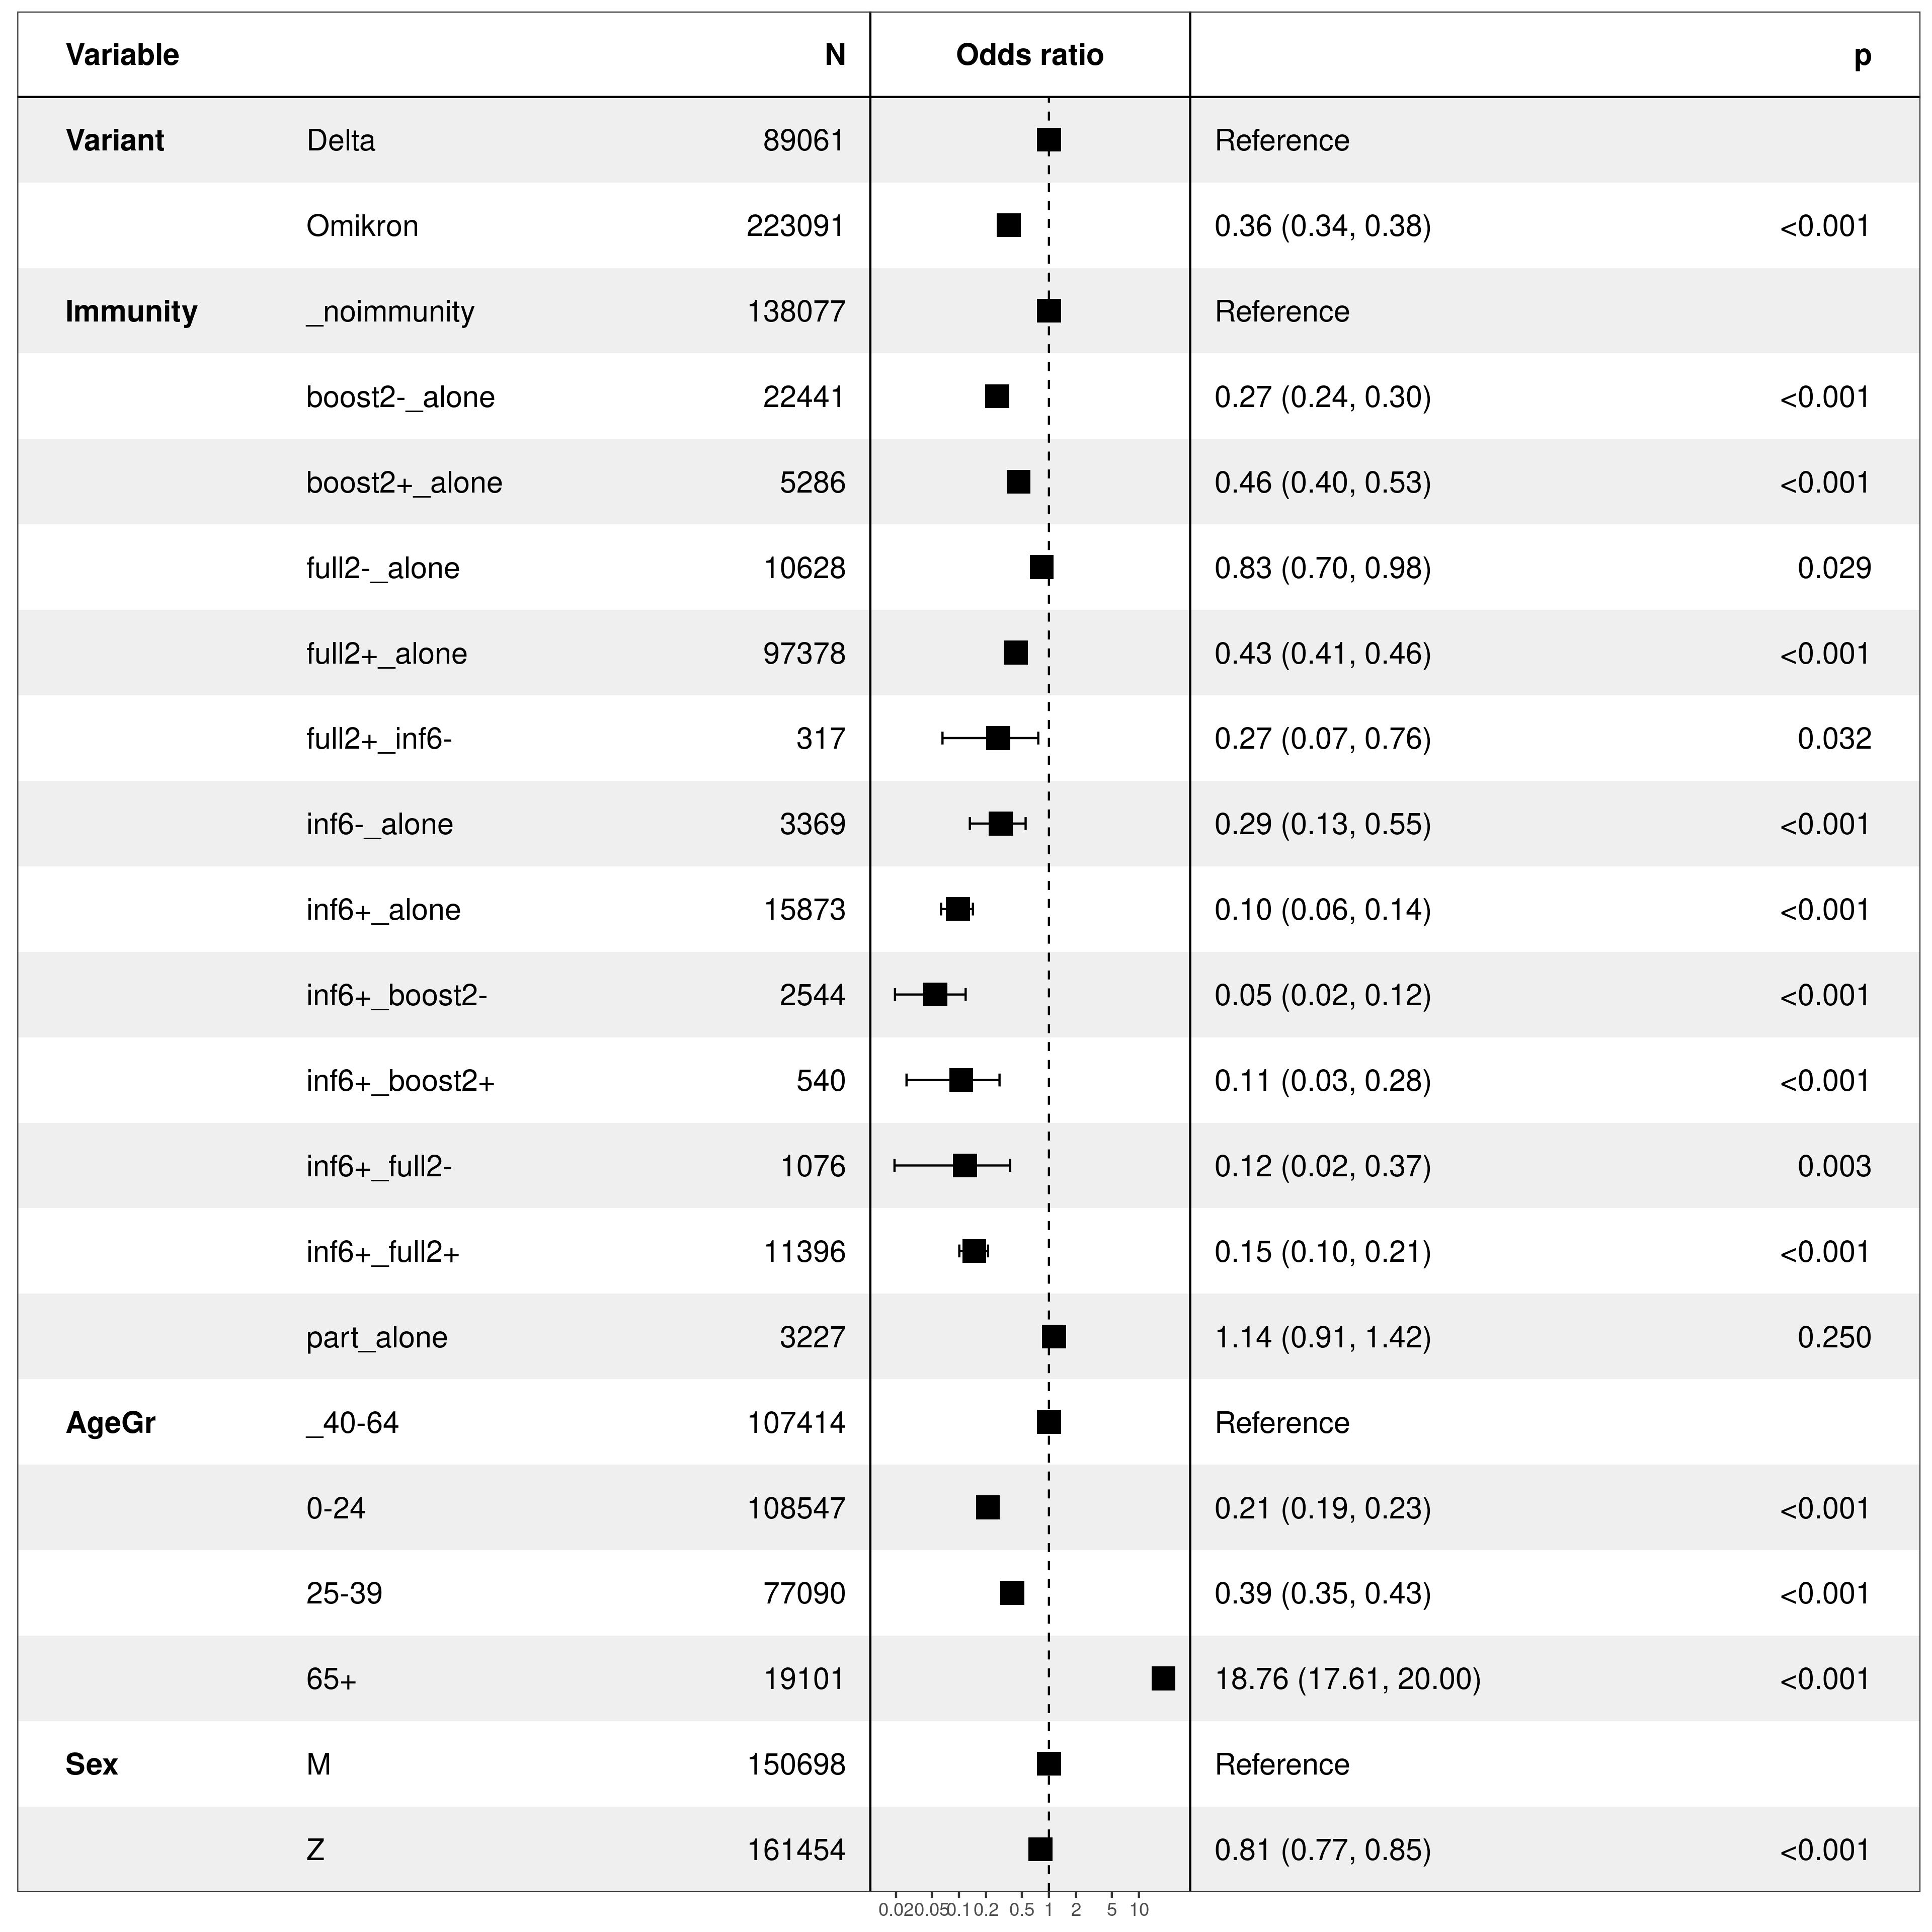 Variable N Odds ratio p
Variant Delta 89061 Reference
Omikron 223091 0.36 (0.34, 0.38) <0.001
Immunity _noimmunity 138077 Reference
boost2-_alone 22441 0.27 (0.24, 0.30) <0.001
boost2+_alone 5286 0.46 (0.40, 0.53) <0.001
full2-_alone 10628 0.83 (0.70, 0.98) 0.029
full2+_alone 97378 0.43 (0.41, 0.46) <0.001
full2+_inf6- 317 0.27 (0.07, 0.76) 0.032
inf6-_alone 3369 0.29 (0.13, 0.55) <0.001
inf6+_alone 15873 0.10 (0.06, 0.14) <0.001
inf6+_boost2- 2544 0.05 (0.02, 0.12) <0.001
inf6+_boost2+ 540 0.11 (0.03, 0.28) <0.001
inf6+_full2- 1076 0.12 (0.02, 0.37) 0.003
inf6+_full2+ 11396 0.15 (0.10, 0.21) <0.001
part_alone 3227 1.14 (0.91, 1.42) 0.250
AgeGr _40-64 107414 Reference
0-24 108547 0.21 (0.19, 0.23) <0.001
25-39 77090 0.39 (0.35, 0.43) <0.001
65+ 19101 18.76 (17.61, 20.00) <0.001
Sex M 150698 Reference
Z 161454 0.81 (0.77, 0.85) <0.001
0.02 0.05 0.1 0.2 0.5 1 2 5 10